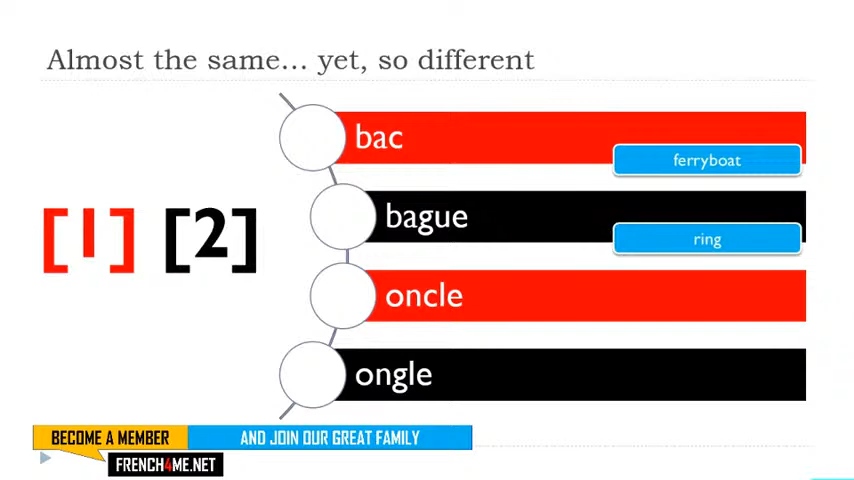 Almost the same... yet, so different
[1] [2]
bac
ferryboat
bague
ring
oncle
ongle
BECOME A MEMBER
AND JOIN OUR GREAT FAMILY
FRENCH4ME.NET